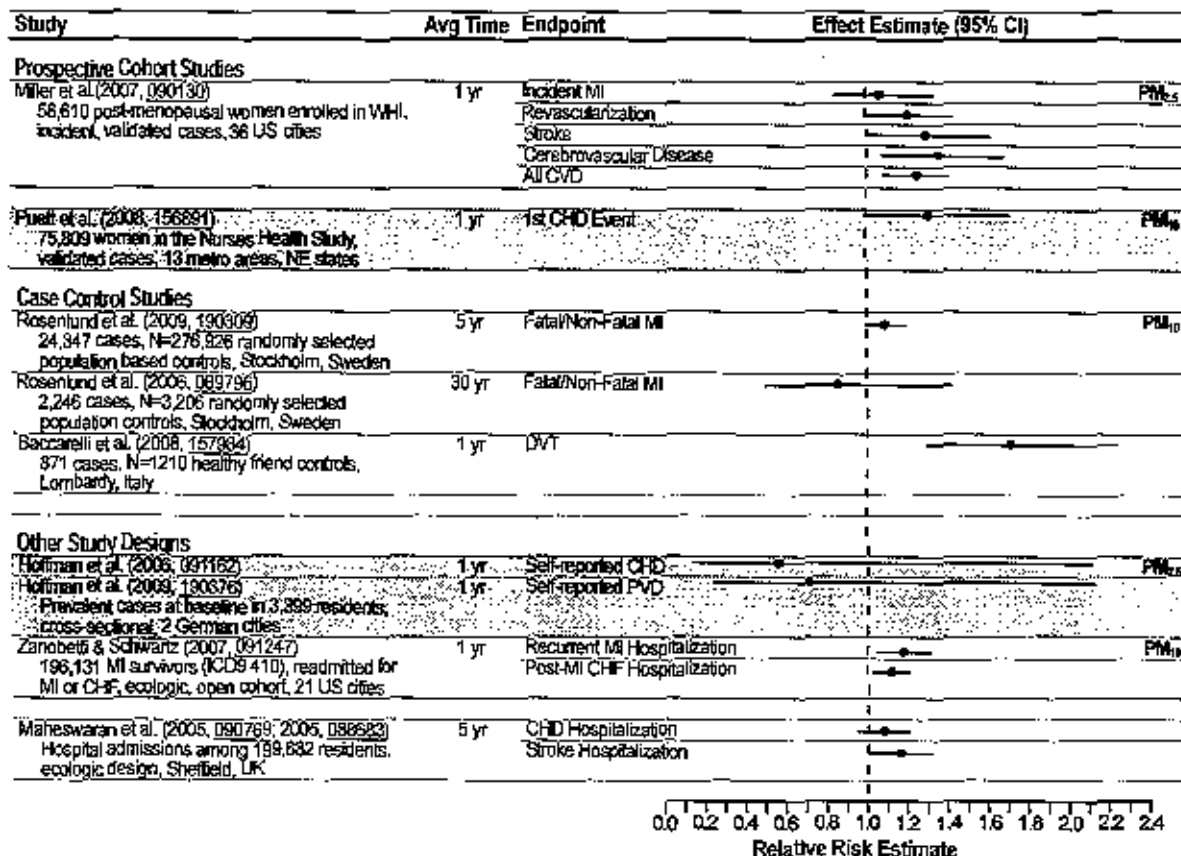 Study Avg Time Endpoint Effect Estimate (95% CI)
Prospective Cohort Studies
Miller et al.(2007, 090130) 1 yr Incident MI PM2.5
58,610 post-menopausal women enrolled in WHI, Revascularization
incident, validated cases, 36 US cities Stroke
Cerebrovascular Disease
All CVD
Puett et al. (2008, 156891) 1 yr 1st CHD Event PM10
75,809 women in the Nurses Health Study,
validated cases, 13 metro areas, NE states
Case Control Studies
Rosenlund et al. (2009, 190309) 5 yr Fatal/Non-Fatal MI PM10
24,347 cases, N=276,926 randomly selected
population based controls, Stockholm, Sweden
Rosenlund et al. (2006, 089796) 30 yr Fatal/Non-Fatal MI
2,246 cases, N=3,206 randomly selected
population controls, Stockholm, Sweden
Baccarelli et al. (2008, 157984) 1 yr DVT
871 cases, N=1210 healthy friend controls,
Lombardy, Italy
Other Study Designs
Hoffman et al. (2006, 091162) 1 yr Self-reported CHD PM2.5
Hoffman et al. (2009, 190376) 1 yr Self-reported PVD
Prevalent cases at baseline in 3,399 residents,
cross-sectional, 2 German cities
Zanobetti & Schwartz (2007, 091247) 1 yr Recurrent MI Hospitalization PM10
196,131 MI survivors (ICD9 410), readmitted for Post-MI CHF Hospitalization
MI or CHF, ecologic, open cohort, 21 US cities
Maheswaran et al. (2005, 090769; 2005, 088683) 5 yr CHD Hospitalization
Hospital admissions among 199,682 residents, Stroke Hospitalization
ecologic design, Sheffield, UK
0.0 0.2 0.4 0.6 0.8 1.0 1.2 1.4 1.6 1.8 2.0 2.2 2.4
Relative Risk Estimate